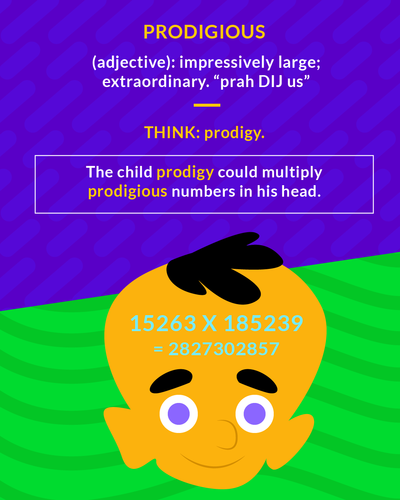 PRODIGIOUS
(adjective): impressively large;
extraordinary. “prah DIJ us”
THINK: prodigy.
The child prodigy could multiply
prodigious numbers in his head.
15263 X 185239
= 2827302857